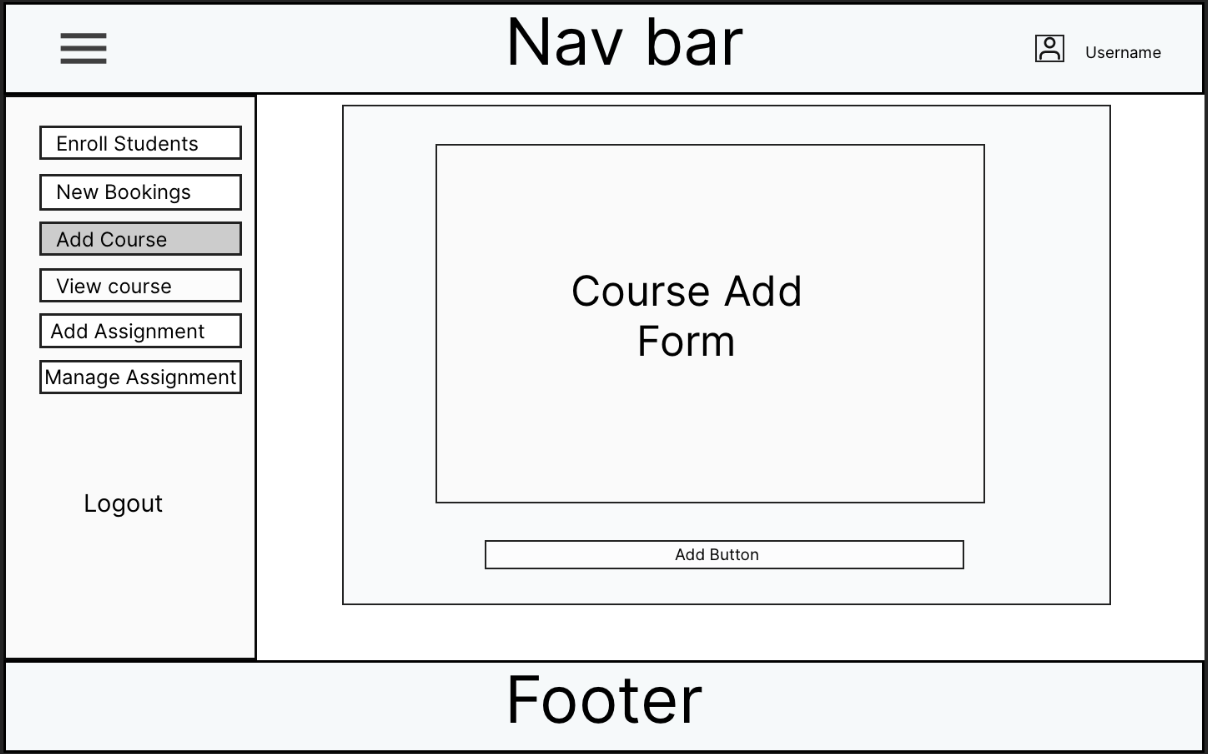 Nav bar
Username
Enroll Students
New Bookings
Add Course
View course
Add Assignment
Manage Assignment
Logout
Course Add
Form
Add Button
Footer